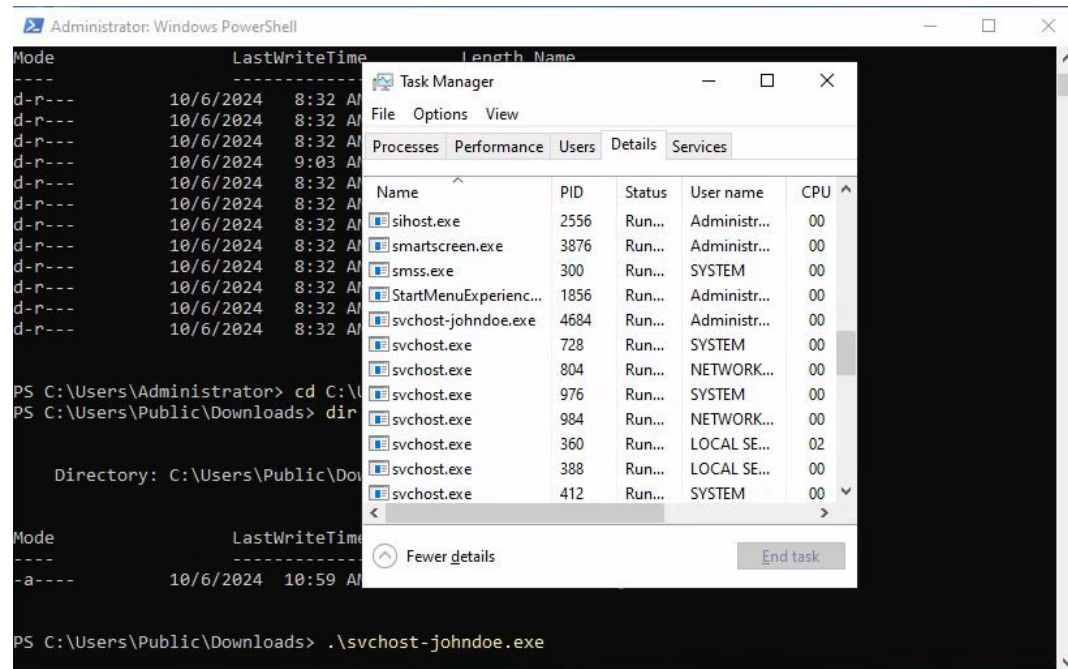 Administrator: Windows PowerShell
Mode LastWriteTime Length Name
---- -------------
d-r--- 10/6/2024 8:32 AM
d-r--- 10/6/2024 8:32 AM
d-r--- 10/6/2024 8:32 AM
d-r--- 10/6/2024 9:03 AM
d-r--- 10/6/2024 8:32 AM
d-r--- 10/6/2024 8:32 AM
d-r--- 10/6/2024 8:32 AM
d-r--- 10/6/2024 8:32 AM
d-r--- 10/6/2024 8:32 AM
d-r--- 10/6/2024 8:32 AM
d-r--- 10/6/2024 8:32 AM
d-r--- 10/6/2024 8:32 AM
PS C:\Users\Administrator> cd C:\
PS C:\Users\Public\Downloads> dir
Directory: C:\Users\Public\Do
Mode LastWriteTime
---- -------------
-a---- 10/6/2024 10:59 AM
PS C:\Users\Public\Downloads> .\svchost-johndoe.exe
Task Manager
File Options View
Processes Performance Users Details Services
Name PID Status User name CPU
sihost.exe 2556 Run... Administr... 00
smartscreen.exe 3876 Run... Administr... 00
smss.exe 300 Run... SYSTEM 00
StartMenuExperienc... 1856 Run... Administr... 00
svchost-johndoe.exe 4684 Run... Administr... 00
svchost.exe 728 Run... SYSTEM 00
svchost.exe 804 Run... NETWORK... 00
svchost.exe 976 Run... SYSTEM 00
svchost.exe 984 Run... NETWORK... 00
svchost.exe 360 Run... LOCAL SE... 02
svchost.exe 388 Run... LOCAL SE... 00
svchost.exe 412 Run... SYSTEM 00
Fewer details End task